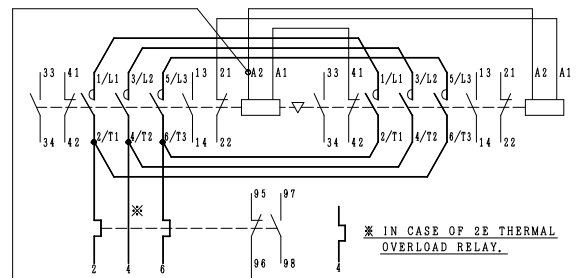 33 41 1/L1 3/L2 5/L3 13 21 A2 A1 33 41 1/L1 3/L2 5/L3 13 21 A2 A1
34 42 2/T1 4/T2 6/T3 14 22 34 42 2/T1 4/T2 6/T3 14 22
95 97
※
96 98
2 4 6 4
※ IN CASE OF 2E THERMAL
OVERLOAD RELAY.